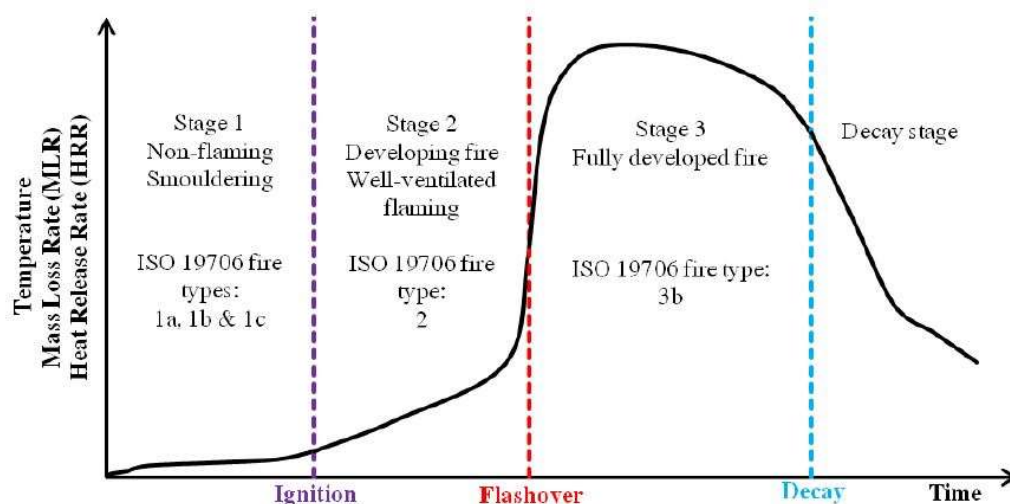 Temperature
Mass Loss Rate (MLR)
Heat Release Rate (HRR)
Stage 1
Non-flaming
Smouldering
ISO 19706 fire
types:
1a, 1b & 1c
Stage 2
Developing fire
Well-ventilated
flaming
ISO 19706 fire
type:
2
Stage 3
Fully developed fire
ISO 19706 fire type:
3b
Decay stage
Ignition
Flashover
Decay
Time